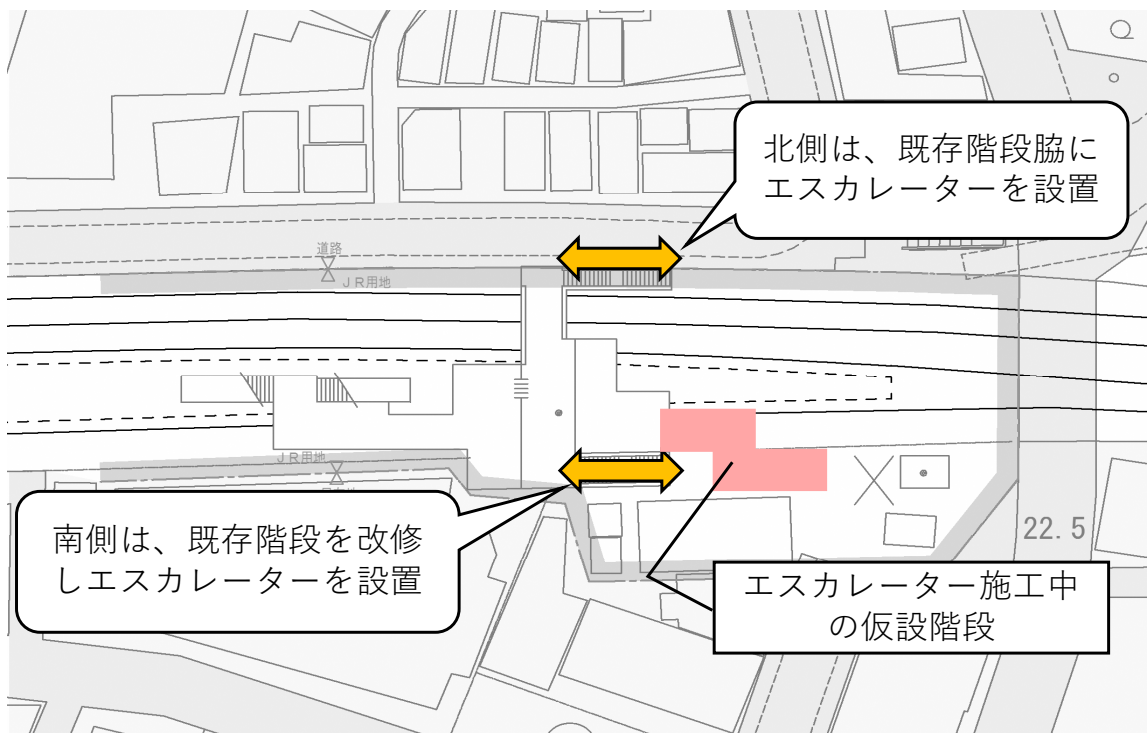 北側は、既存階段脇に
エスカレーターを設置
道路
ＪＲ用地
ＪＲ用地
南側は、既存階段を改修
しエスカレーターを設置
22.5
エスカレーター施工中
の仮設階段